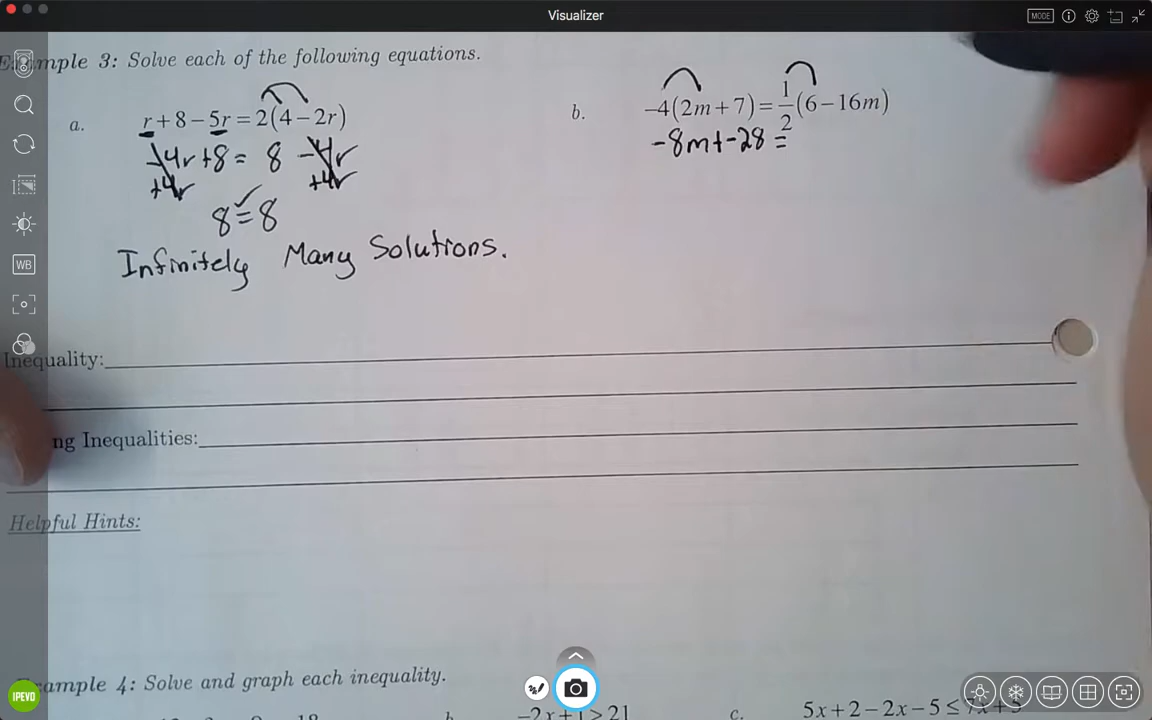 Visualizer
MODE
Example 3: Solve each of the following equations.
a. r + 8 − 5r = 2(4 − 2r)
-4r +8 = 8 -4r
+4r +4r
8 = 8 ✓
Infinitely Many Solutions.
b. −4(2m + 7) = 1/2(6 − 16m)
-8m + -28 =
WB
Inequality:
ng Inequalities:
Helpful Hints:
Example 4: Solve and graph each inequality.
b. −2x + 1 > 21
c. 5x + 2 − 2x − 5 ≤ 7x + 5
IPEVO